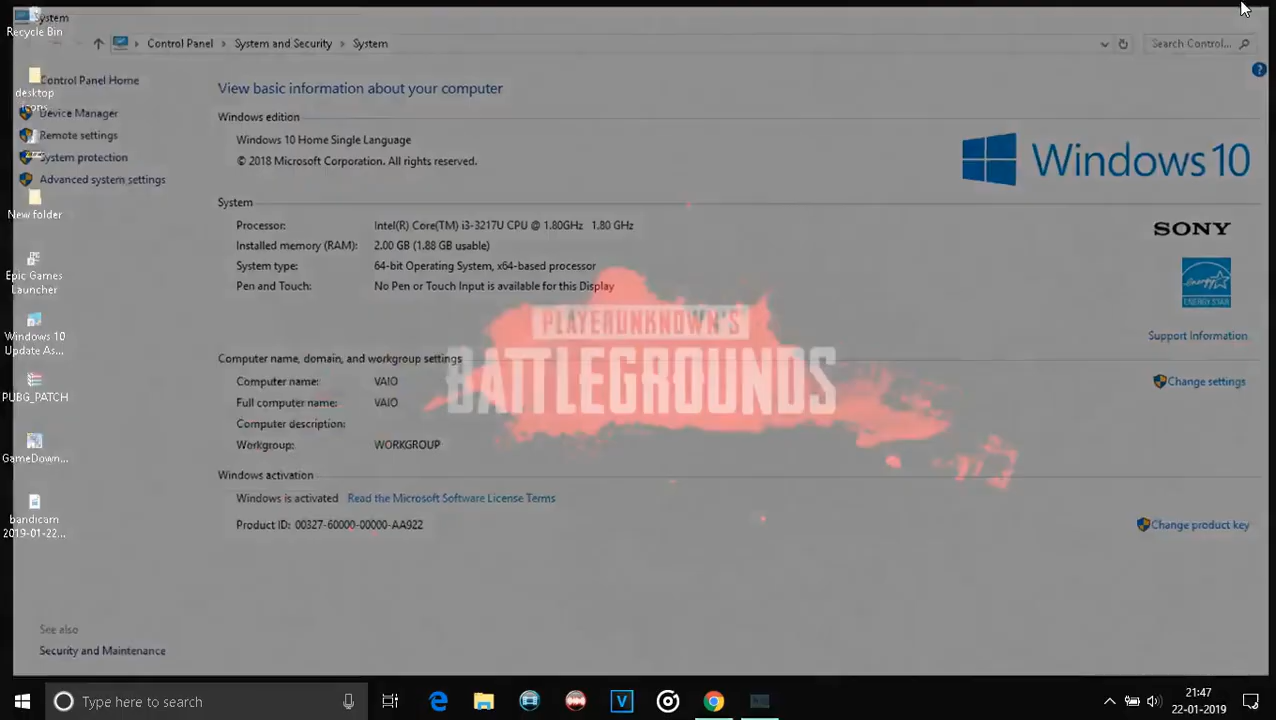 System
Recycle Bin
Control Panel > System and Security > System
Search Control...
Control Panel Home
desktop
icons
Device Manager
Remote settings
System protection
Advanced system settings
New folder
Epic Games
Launcher
Windows 10
Update As...
PUBG_PATCH
GameDown...
bandicam
2019-01-22...
See also
Security and Maintenance
View basic information about your computer
Windows edition
Windows 10 Home Single Language
© 2018 Microsoft Corporation. All rights reserved.
Windows 10
System
Processor: Intel(R) Core(TM) i3-3217U CPU @ 1.80GHz 1.80 GHz
Installed memory (RAM): 2.00 GB (1.88 GB usable)
System type: 64-bit Operating System, x64-based processor
Pen and Touch: No Pen or Touch Input is available for this Display
SONY
energy
ENERGY STAR
Support Information
PLAYERUNKNOWN'S
BATTLEGROUNDS
Computer name, domain, and workgroup settings
Computer name: VAIO
Full computer name: VAIO
Computer description:
Workgroup: WORKGROUP
Change settings
Windows activation
Windows is activated Read the Microsoft Software License Terms
Product ID: 00327-60000-00000-AA922
Change product key
Type here to search
V
21:47
22-01-2019